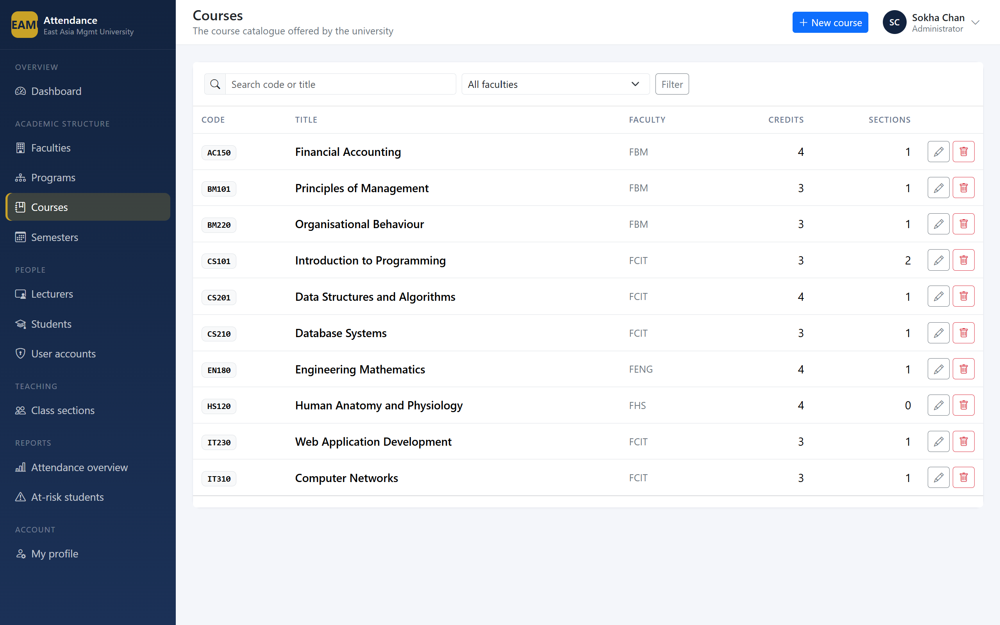 EAMU
Attendance
East Asia Mgmt University
OVERVIEW
Dashboard
ACADEMIC STRUCTURE
Faculties
Programs
Courses
Semesters
PEOPLE
Lecturers
Students
User accounts
TEACHING
Class sections
REPORTS
Attendance overview
At-risk students
ACCOUNT
My profile
Courses
The course catalogue offered by the university
New course
SC
Sokha Chan
Administrator
Search code or title
All faculties
Filter
CODE TITLE FACULTY CREDITS SECTIONS
AC150 Financial Accounting FBM 4 1
BM101 Principles of Management FBM 3 1
BM220 Organisational Behaviour FBM 3 1
CS101 Introduction to Programming FCIT 3 2
CS201 Data Structures and Algorithms FCIT 4 1
CS210 Database Systems FCIT 3 1
EN180 Engineering Mathematics FENG 4 1
HS120 Human Anatomy and Physiology FHS 4 0
IT230 Web Application Development FCIT 3 1
IT310 Computer Networks FCIT 3 1